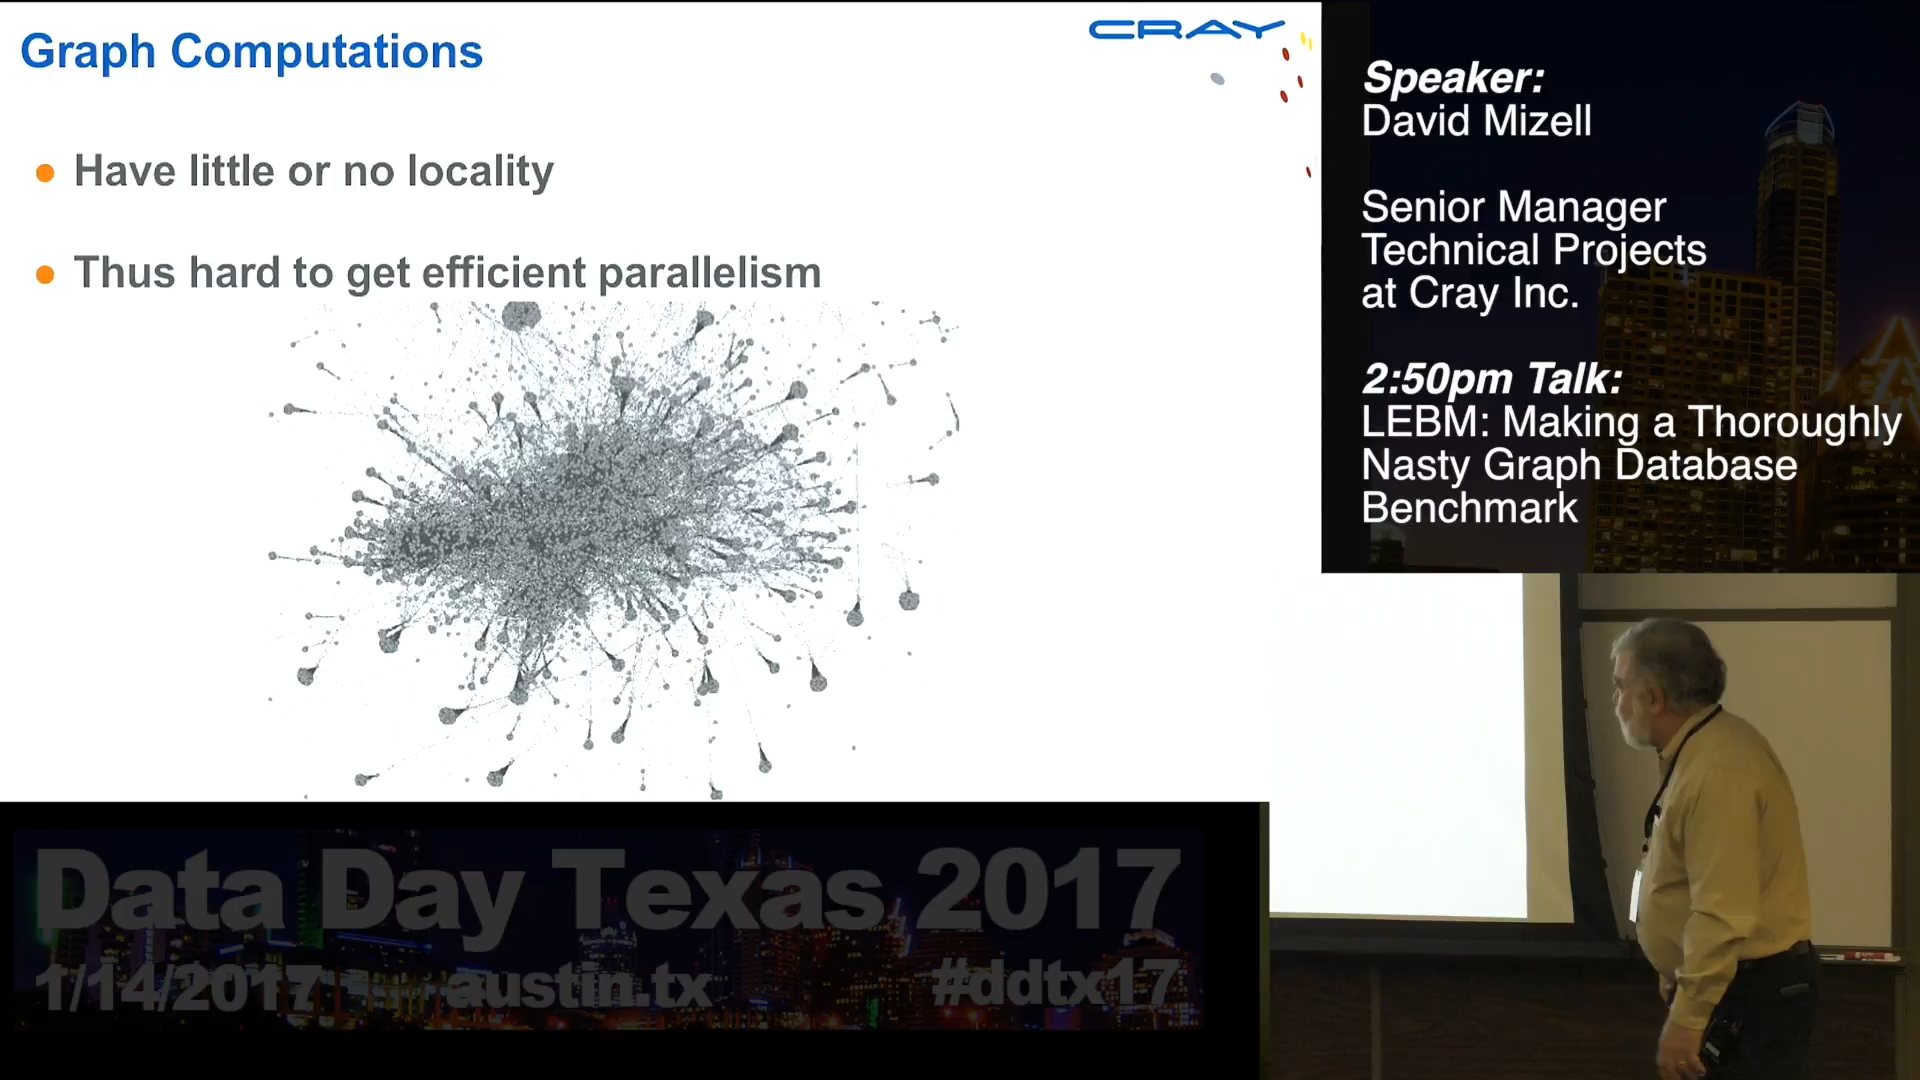 Graph Computations
CRAY
Have little or no locality
Thus hard to get efficient parallelism
Speaker:
David Mizell
Senior Manager
Technical Projects
at Cray Inc.
2:50pm Talk:
LEBM: Making a Thoroughly
Nasty Graph Database
Benchmark
Data Day Texas 2017
1/14/2017 austin.tx #ddtx17